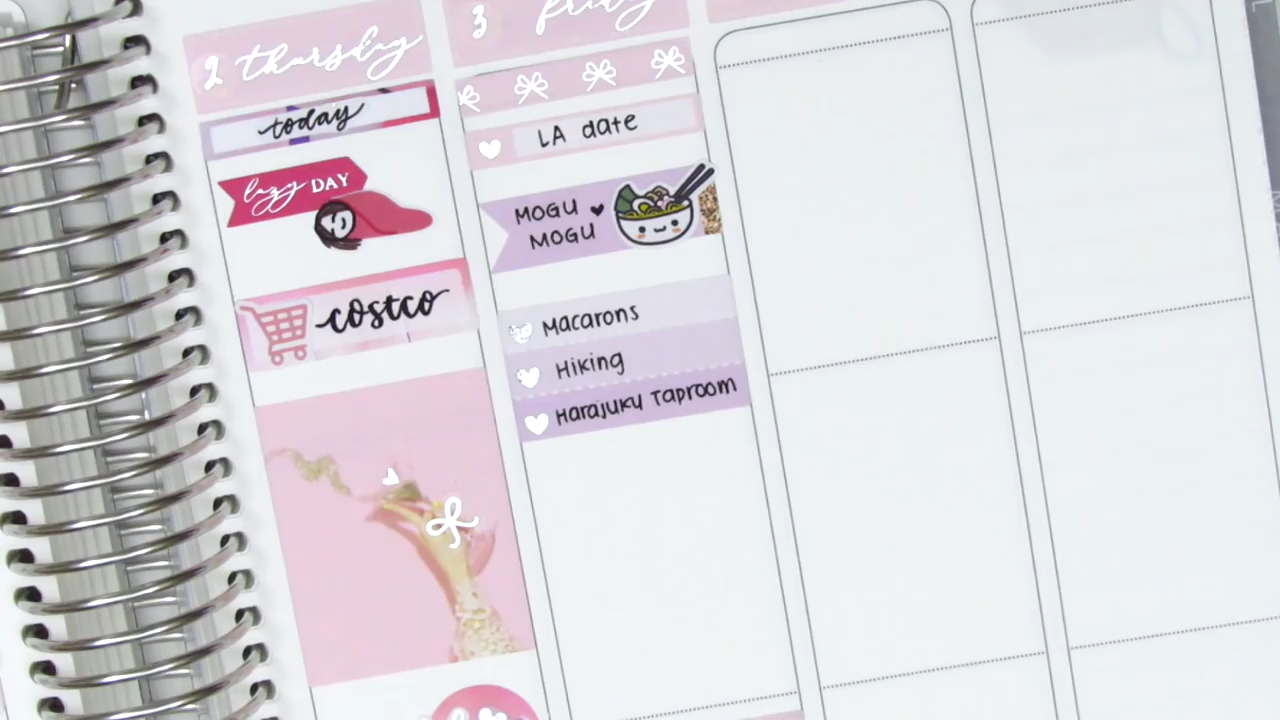 2 thursday
today
lazy DAY
costco
3 friday
LA date
MOGU
MOGU
Macarons
Hiking
Harajuku Taproom